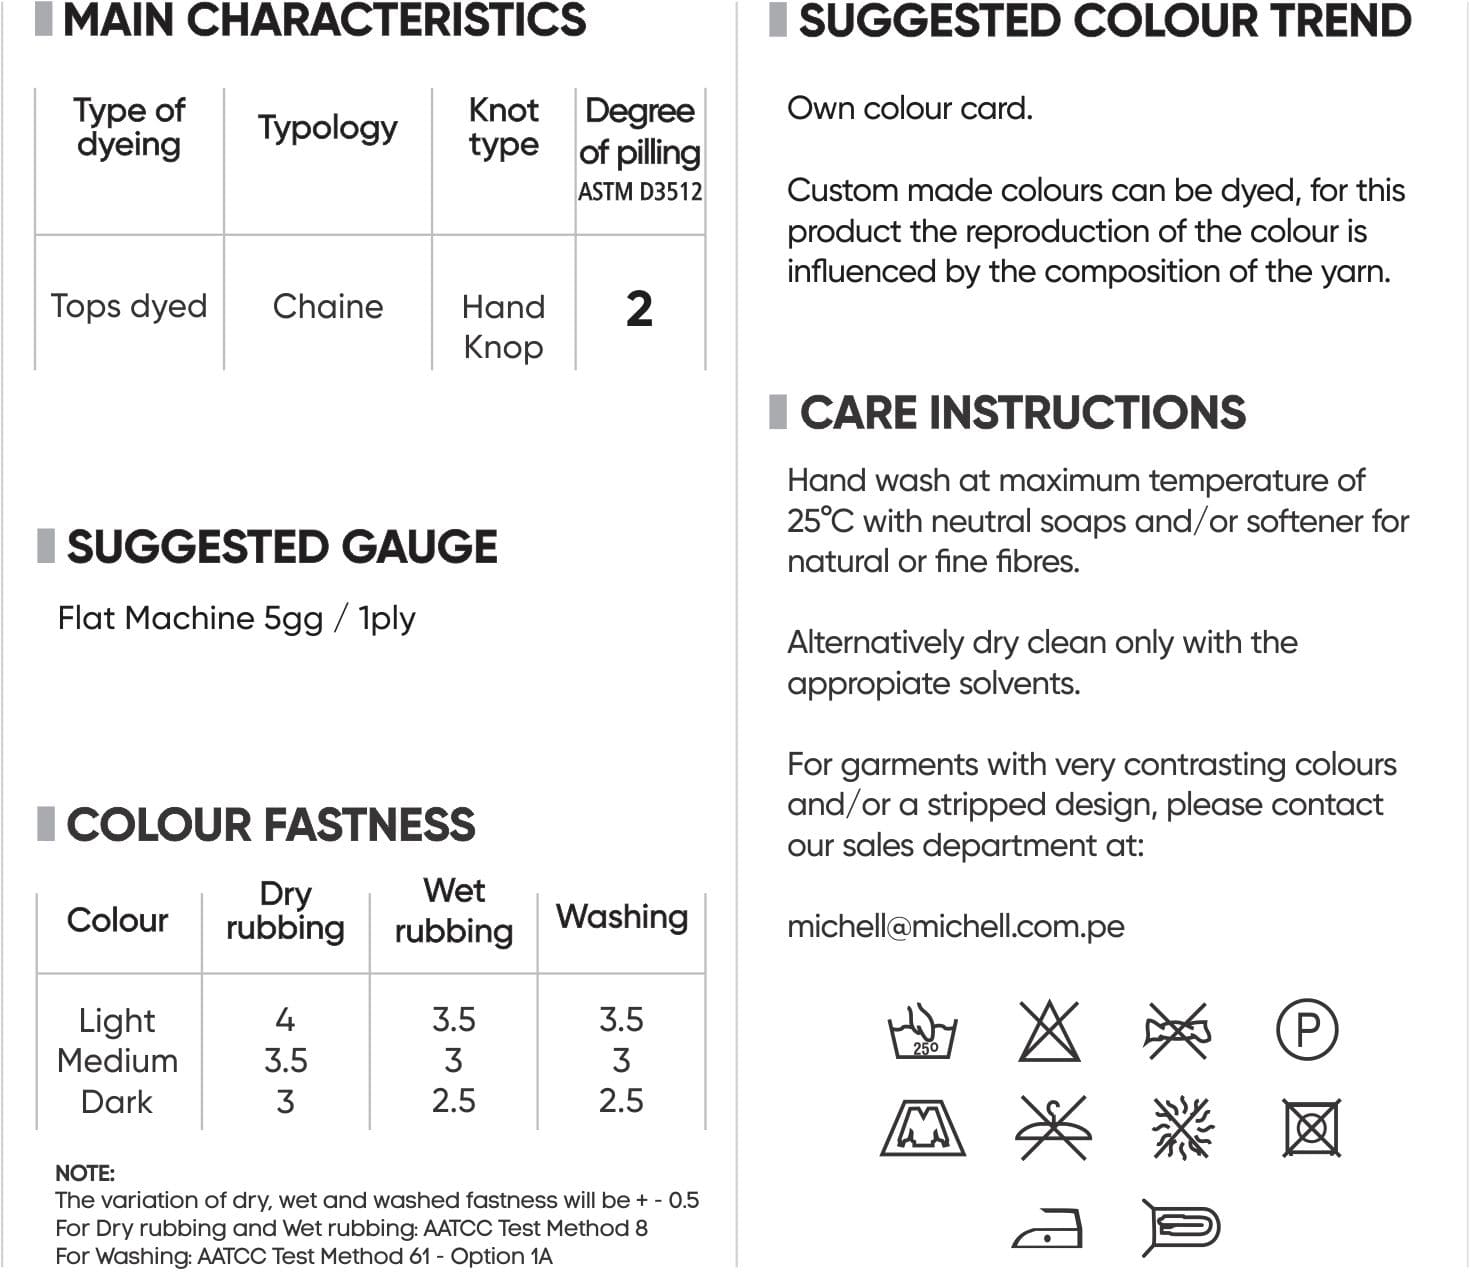 MAIN CHARACTERISTICS
Type of dyeing
Typology
Knot type
Degree of pilling
ASTM D3512
Tops dyed
Chaine
Hand Knop
2
SUGGESTED GAUGE
Flat Machine 5gg / 1ply
COLOUR FASTNESS
Colour
Dry rubbing
Wet rubbing
Washing
Light 4 3.5 3.5
Medium 3.5 3 3
Dark 3 2.5 2.5
NOTE:
The variation of dry, wet and washed fastness will be + - 0.5
For Dry rubbing and Wet rubbing: AATCC Test Method 8
For Washing: AATCC Test Method 61 - Option 1A
SUGGESTED COLOUR TREND
Own colour card.
Custom made colours can be dyed, for this
product the reproduction of the colour is
influenced by the composition of the yarn.
CARE INSTRUCTIONS
Hand wash at maximum temperature of
25°C with neutral soaps and/or softener for
natural or fine fibres.
Alternatively dry clean only with the
appropiate solvents.
For garments with very contrasting colours
and/or a stripped design, please contact
our sales department at:
michell@michell.com.pe
25º
P